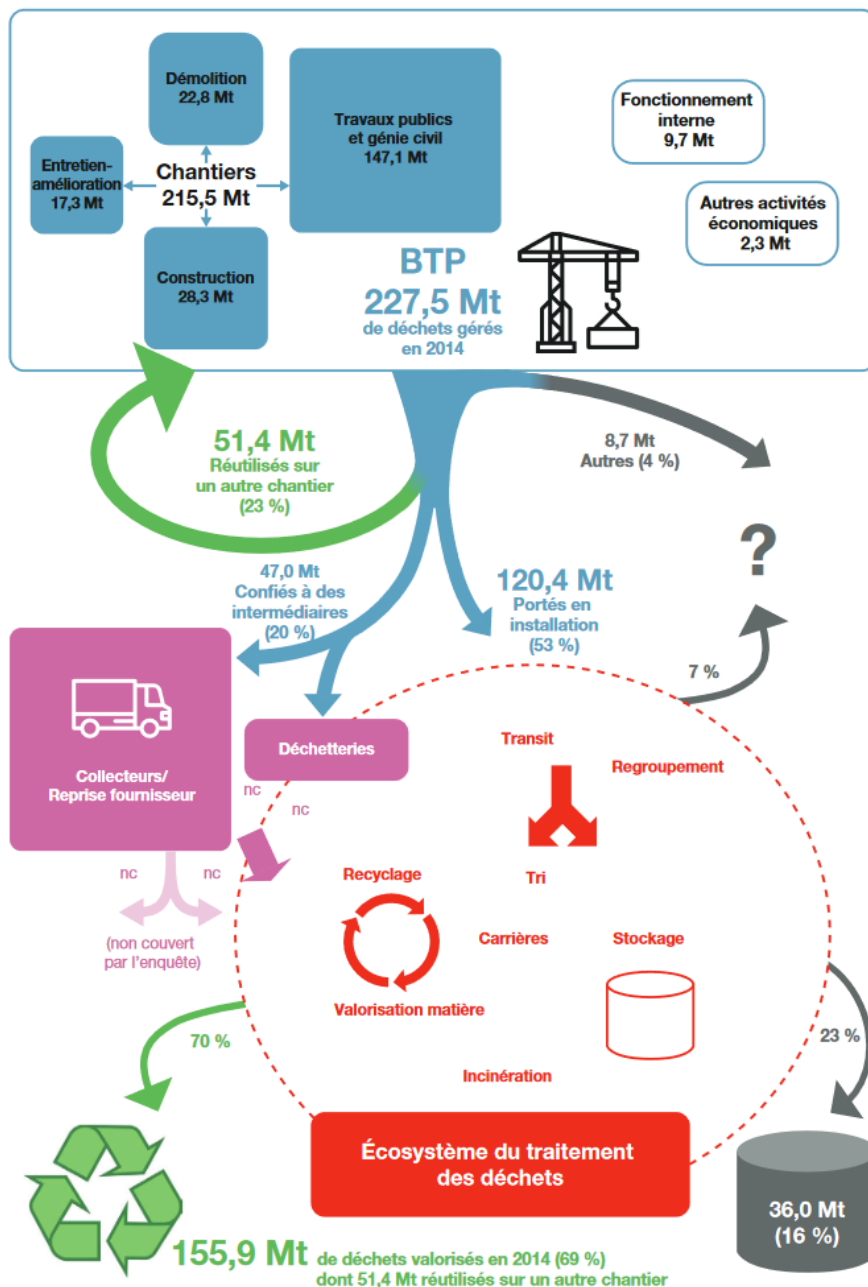 Démolition
22,8 Mt
Travaux publics
et génie civil
147,1 Mt
Fonctionnement
interne
9,7 Mt
Entretien-
amélioration
17,3 Mt
Chantiers
215,5 Mt
Autres activités
économiques
2,3 Mt
Construction
28,3 Mt
BTP
227,5 Mt
de déchets gérés
en 2014
51,4 Mt
Réutilisés sur
un autre chantier
(23 %)
8,7 Mt
Autres (4 %)
?
47,0 Mt
Confiés à des
intermédiaires
(20 %)
120,4 Mt
Portés en
installation
(53 %)
7 %
Collecteurs/
Reprise fournisseur
Déchetteries
nc
nc
nc
nc
(non couvert
par l'enquête)
Transit
Regroupement
Tri
Recyclage
Carrières
Stockage
Valorisation matière
Incinération
70 %
23 %
Écosystème du traitement
des déchets
36,0 Mt
(16 %)
155,9 Mt de déchets valorisés en 2014 (69 %)
dont 51,4 Mt réutilisés sur un autre chantier